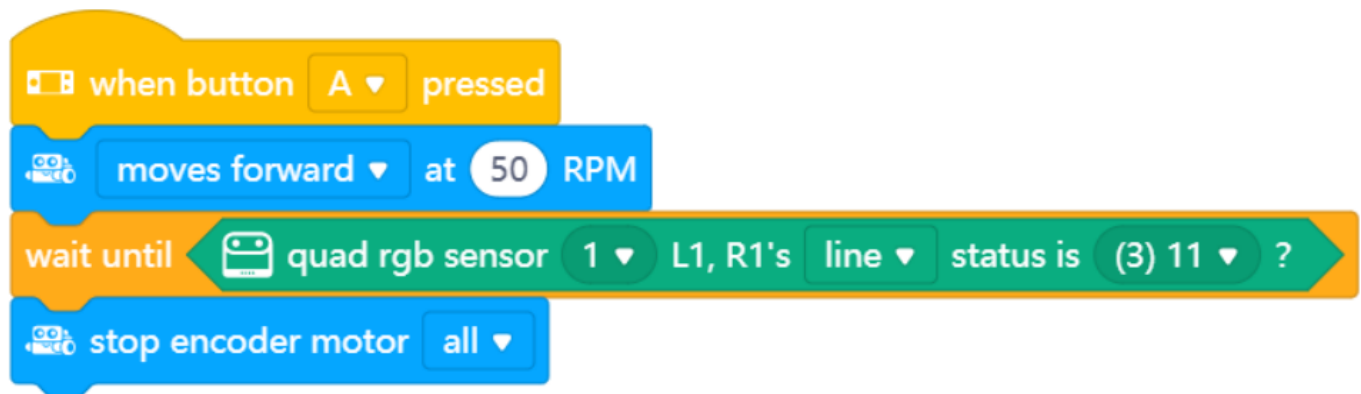 when button A pressed
moves forward at 50 RPM
wait until quad rgb sensor 1 L1, R1's line status is (3) 11 ?
stop encoder motor all